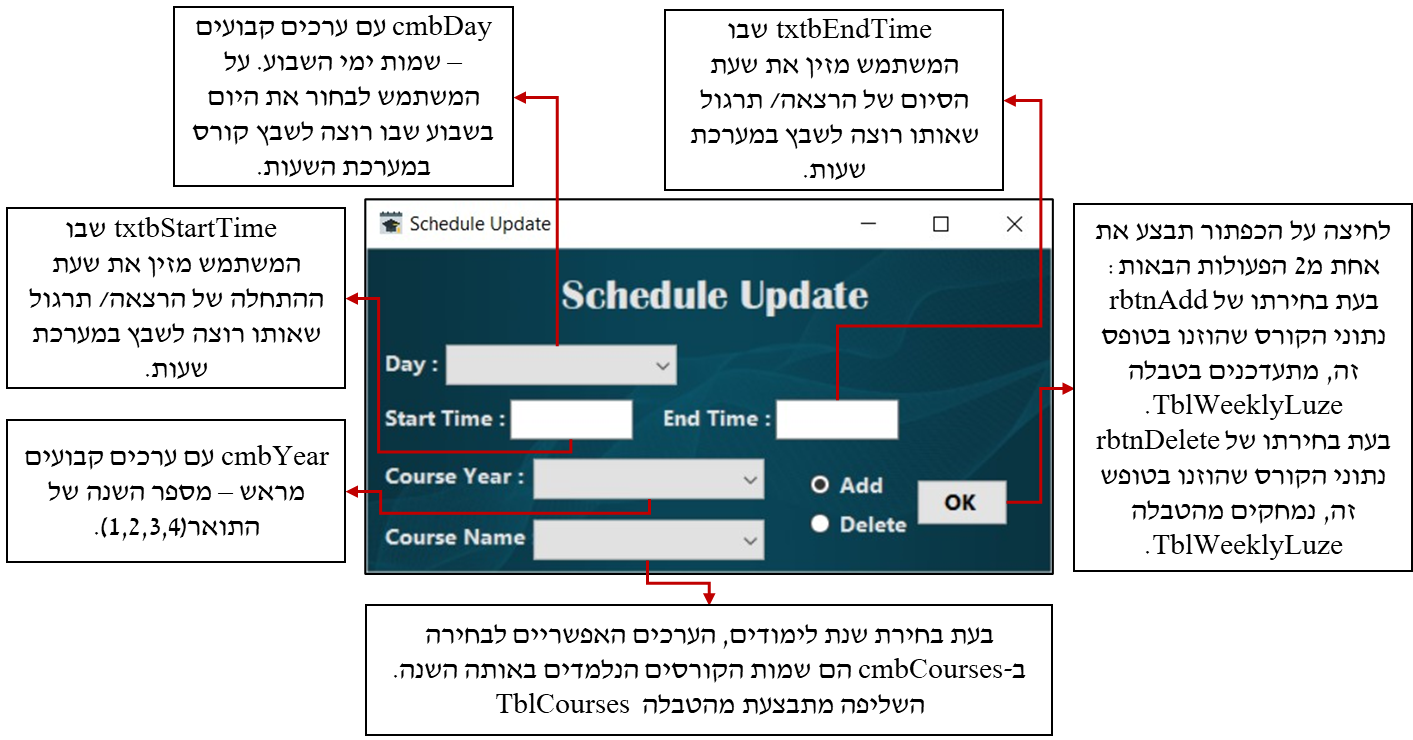 cmbDay עם ערכים קבועים
– שמות ימי השבוע. על
המשתמש לבחור את היום
בשבוע שבו רוצה לשבץ קורס
במערכת השעות.
txtbEndTime שבו
המשתמש מזין את שעת
הסיום של הרצאה/ תרגול
שאותו רוצה לשבץ במערכת
שעות.
txtbStartTime שבו
המשתמש מזין את שעת
ההתחלה של הרצאה/ תרגול
שאותו רוצה לשבץ במערכת
שעות.
cmbYear עם ערכים קבועים
מראש – מספר השנה של
התואר(1,2,3,4).
Schedule Update
Schedule Update
Day :
Start Time :
End Time :
Course Year :
Course Name
Add
Delete
OK
לחיצה על הכפתור תבצע את
אחת מ2 הפעולות הבאות:
בעת בחירתו של rbtnAdd
נתוני הקורס שהוזנו בטופס
זה, מתעדכנים בטבלה
TblWeeklyLuze.
בעת בחירתו של rbtnDelete
נתוני הקורס שהוזנו בטופש
זה, נמחקים מהטבלה
TblWeeklyLuze.
בעת בחירת שנת לימודים, הערכים האפשריים לבחירה
ב-cmbCourses הם שמות הקורסים הנלמדים באותה השנה.
השליפה מתבצעת מהטבלה TblCourses